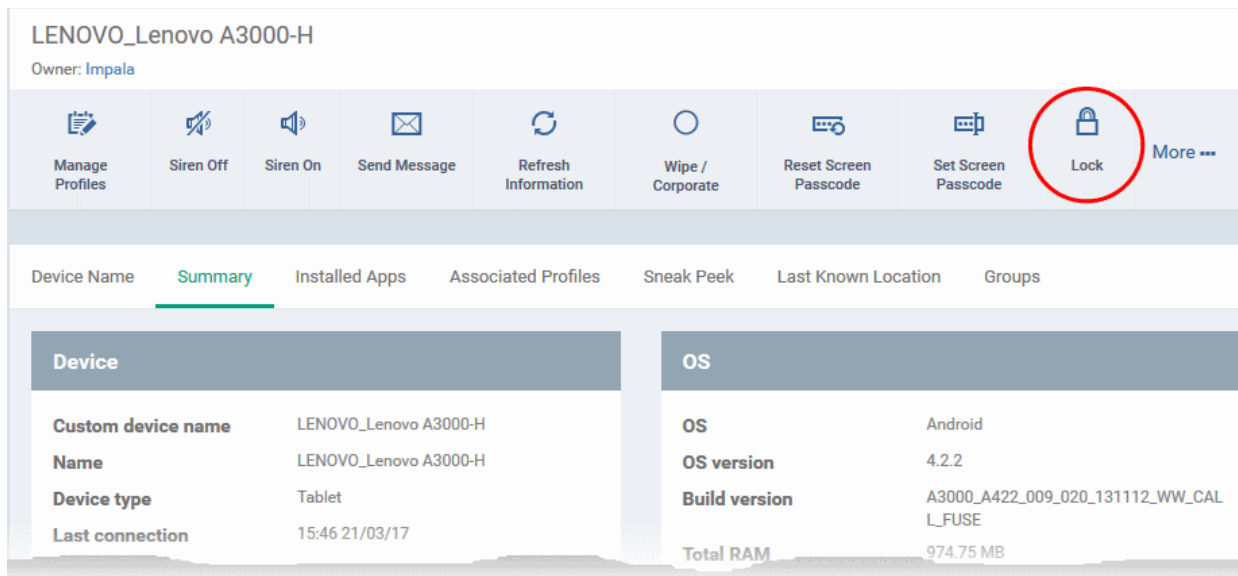 LENOVO_Lenovo A3000-H
Owner: Impala
Manage
Profiles
Siren Off
Siren On
Send Message
Refresh
Information
Wipe /
Corporate
Reset Screen
Passcode
Set Screen
Passcode
Lock
More
Device Name Summary Installed Apps Associated Profiles Sneak Peek Last Known Location Groups
Device
Custom device name LENOVO_Lenovo A3000-H
Name LENOVO_Lenovo A3000-H
Device type Tablet
Last connection 15:46 21/03/17
OS
OS Android
OS version 4.2.2
Build version A3000_A422_009_020_131112_WW_CAL
L_FUSE
Total RAM 974.75 MB